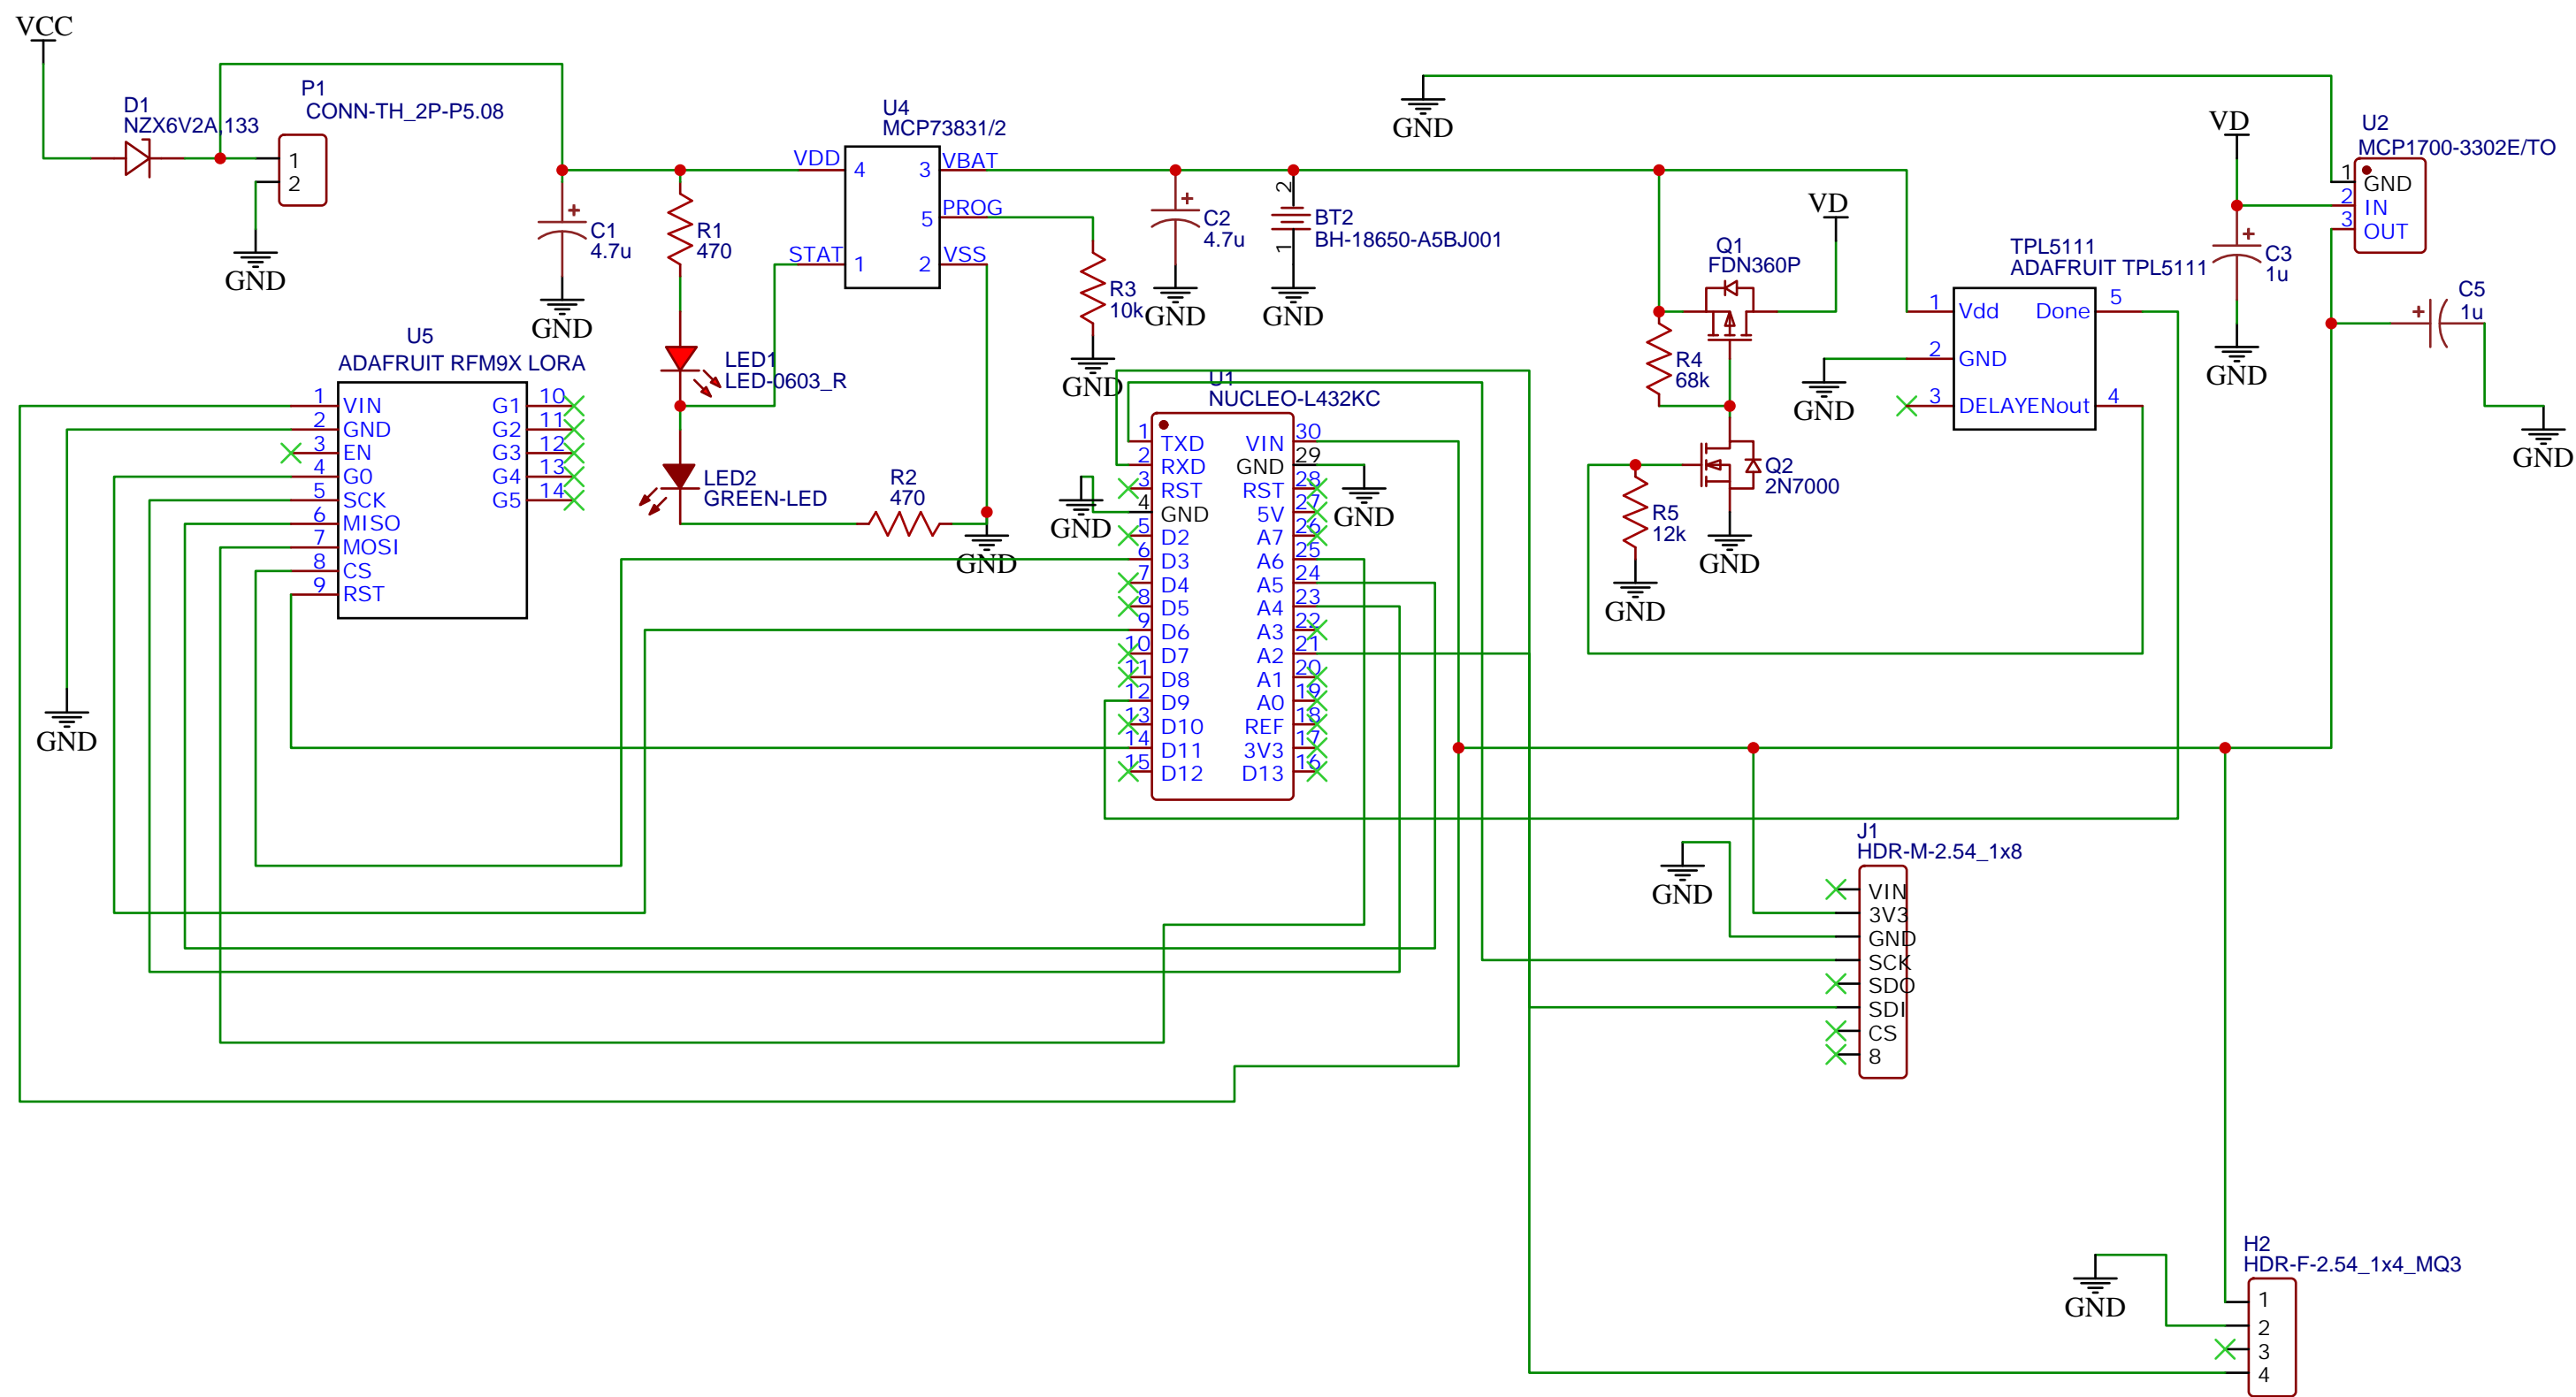 VCC
D1
NZX6V2A,133
P1
CONN-TH_2P-P5.08
1
2
GND
C1
4.7u
GND
R1
470
LED1
LED-0603_R
LED2
GREEN-LED
R2
470
U4
MCP73831/2
VDD
4
3
VBAT
5
PROG
STAT
1
2
VSS
GND
R3
10k
GND
C2
4.7u
GND
2
BT2
BH-18650-A5BJ001
1
GND
GND
Q1
FDN360P
VD
R4
68k
Q2
2N7000
GND
R5
12k
GND
TPL5111
ADAFRUIT TPL5111
1
Vdd
Done
5
2
GND
GND
3
DELAY
ENout
4
VD
C3
1u
GND
U2
MCP1700-3302E/TO
1
GND
2
IN
3
OUT
C5
1u
GND
U5
ADAFRUIT RFM9X LORA
1 VIN G1 10
2 GND G2 11
3 EN G3 12
4 G0 G4 13
5 SCK G5 14
6 MISO
7 MOSI
8 CS
9 RST
GND
U1
NUCLEO-L432KC
1 TXD VIN 30
2 RXD GND 29
3 RST RST 28
4 GND 5V 27
5 D2 A7 26
6 D3 A6 25
7 D4 A5 24
8 D5 A4 23
9 D6 A3 22
10 D7 A2 21
11 D8 A1 20
12 D9 A0 19
13 D10 REF 18
14 D11 3V3 17
15 D12 D13 16
GND
GND
J1
HDR-M-2.54_1x8
GND
VIN
3V3
GND
SCK
SDO
SDI
CS
8
H2
HDR-F-2.54_1x4_MQ3
GND
1
2
3
4